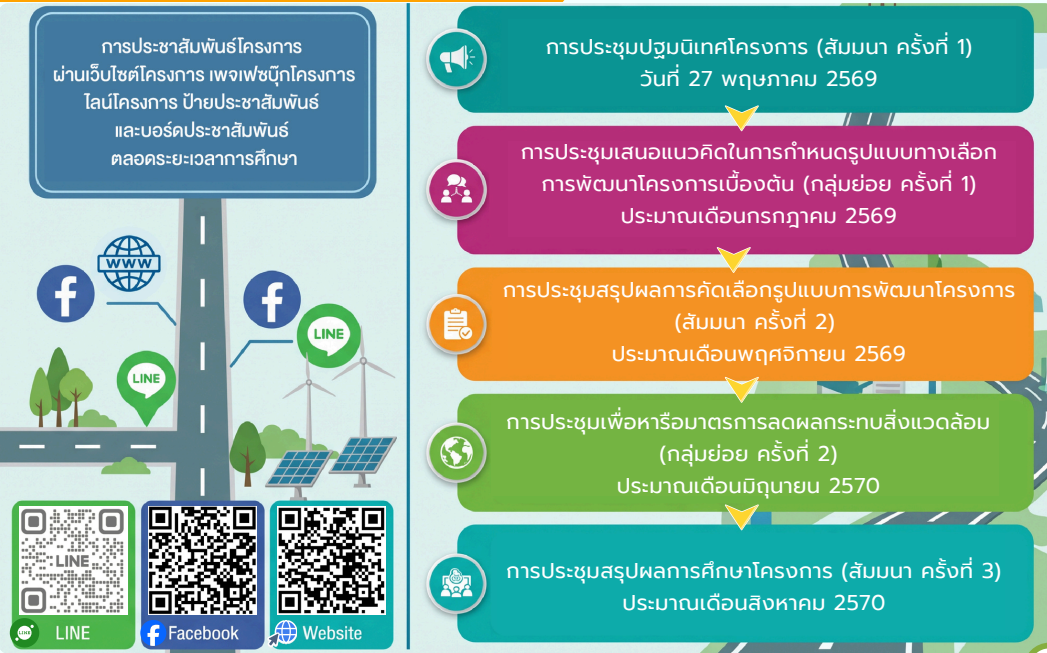 การประชาสัมพันธ์โครงการ
ผ่านเว็บไซต์โครงการ เพจเฟซบุ๊กโครงการ
ไลน์โครงการ ป้ายประชาสัมพันธ์
และบอร์ดประชาสัมพันธ์
ตลอดระยะเวลาการศึกษา
WWW
LINE
LINE
LINE
LINE
LINE
Facebook
Website
การประชุมปฐมนิเทศโครงการ (สัมมนา ครั้งที่ 1)
วันที่ 27 พฤษภาคม 2569
การประชุมเสนอแนวคิดในการกำหนดรูปแบบทางเลือก
การพัฒนาโครงการเบื้องต้น (กลุ่มย่อย ครั้งที่ 1)
ประมาณเดือนกรกฎาคม 2569
การประชุมสรุปผลการคัดเลือกรูปแบบการพัฒนาโครงการ
(สัมมนา ครั้งที่ 2)
ประมาณเดือนพฤศจิกายน 2569
การประชุมเพื่อหารือมาตรการลดผลกระทบสิ่งแวดล้อม
(กลุ่มย่อย ครั้งที่ 2)
ประมาณเดือนมิถุนายน 2570
การประชุมสรุปผลการศึกษาโครงการ (สัมมนา ครั้งที่ 3)
ประมาณเดือนสิงหาคม 2570